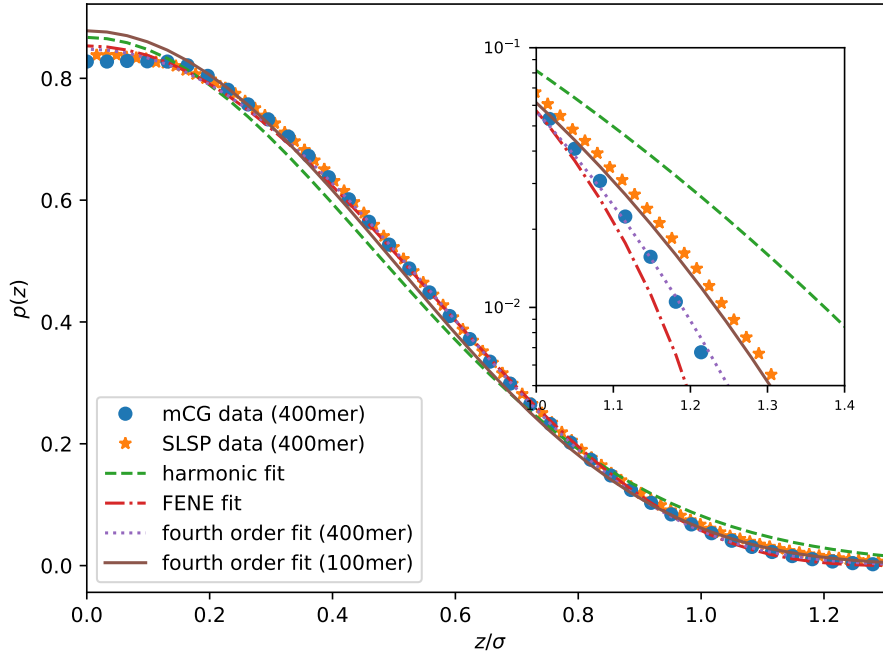 0.8
0.6
0.4
0.2
0.0
p(z)
0.0 0.2 0.4 0.6 0.8 1.0 1.2
z/σ
10⁻¹
10⁻²
1.0 1.1 1.2 1.3 1.4
mCG data (400mer)
SLSP data (400mer)
harmonic fit
FENE fit
fourth order fit (400mer)
fourth order fit (100mer)